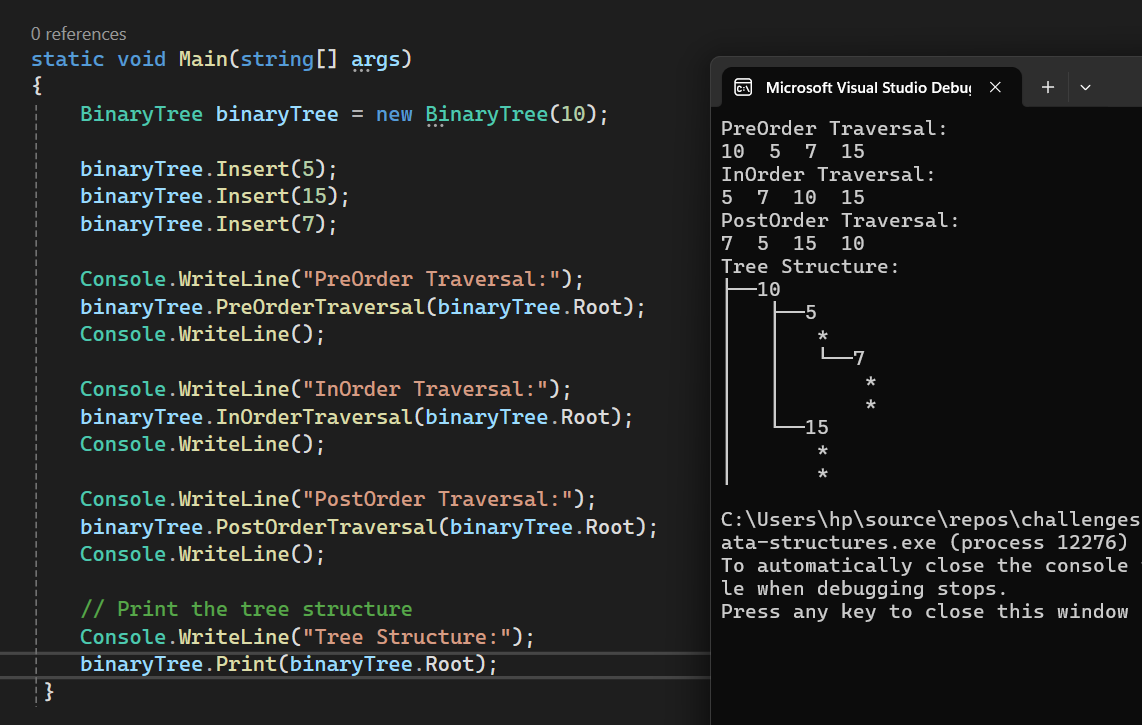 0 references
static void Main(string[] args)
{
BinaryTree binaryTree = new BinaryTree(10);
binaryTree.Insert(5);
binaryTree.Insert(15);
binaryTree.Insert(7);
Console.WriteLine("PreOrder Traversal:");
binaryTree.PreOrderTraversal(binaryTree.Root);
Console.WriteLine();
Console.WriteLine("InOrder Traversal:");
binaryTree.InOrderTraversal(binaryTree.Root);
Console.WriteLine();
Console.WriteLine("PostOrder Traversal:");
binaryTree.PostOrderTraversal(binaryTree.Root);
Console.WriteLine();
// Print the tree structure
Console.WriteLine("Tree Structure:");
binaryTree.Print(binaryTree.Root);
}
Microsoft Visual Studio Debug
PreOrder Traversal:
10  5  7  15
InOrder Traversal:
5  7  10  15
PostOrder Traversal:
7  5  15  10
Tree Structure:
├──10
│   ├──5
│   │   *
│   │   └──7
│   │       *
│   │       *
│   └──15
│       *
│       *
C:\Users\hp\source\repos\challenges
ata-structures.exe (process 12276)
To automatically close the console
le when debugging stops.
Press any key to close this window